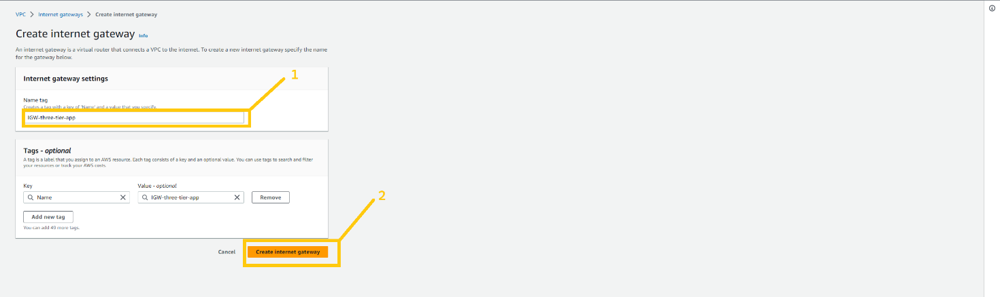 VPC > Internet gateways > Create internet gateway
Create internet gateway Info
An internet gateway is a virtual router that connects a VPC to the internet. To create a new internet gateway specify the name
for the gateway below.
Internet gateway settings
1
Name tag
Creates a tag with a key of 'Name' and a value that you specify.
IGW-three-tier-app
Tags - optional
A tag is a label that you assign to an AWS resource. Each tag consists of a key and an optional value. You can use tags to search and filter
your resources or track your AWS costs.
Key Value - optional
Name IGW-three-tier-app Remove
2
Add new tag
You can add 49 more tags.
Cancel Create internet gateway